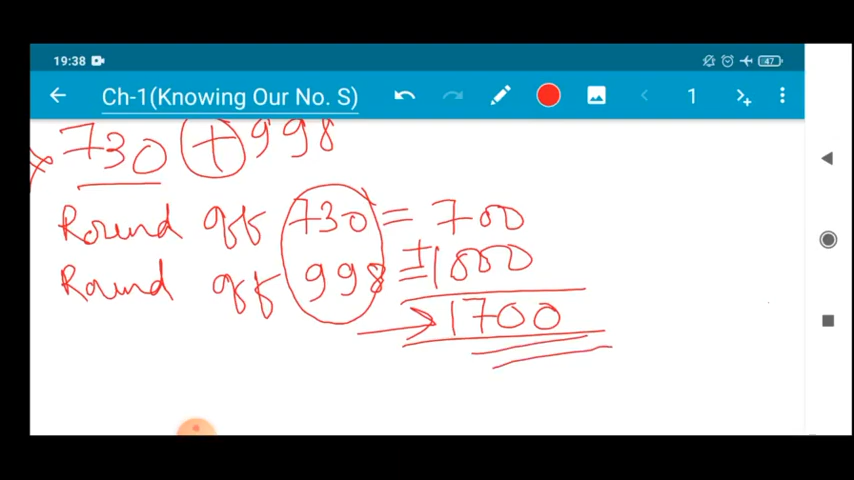 19:38 47
Ch-1(Knowing Our No. S) 1
730 + 998
Round off 730 = 700
Round off 998 = +1000
→ 1700